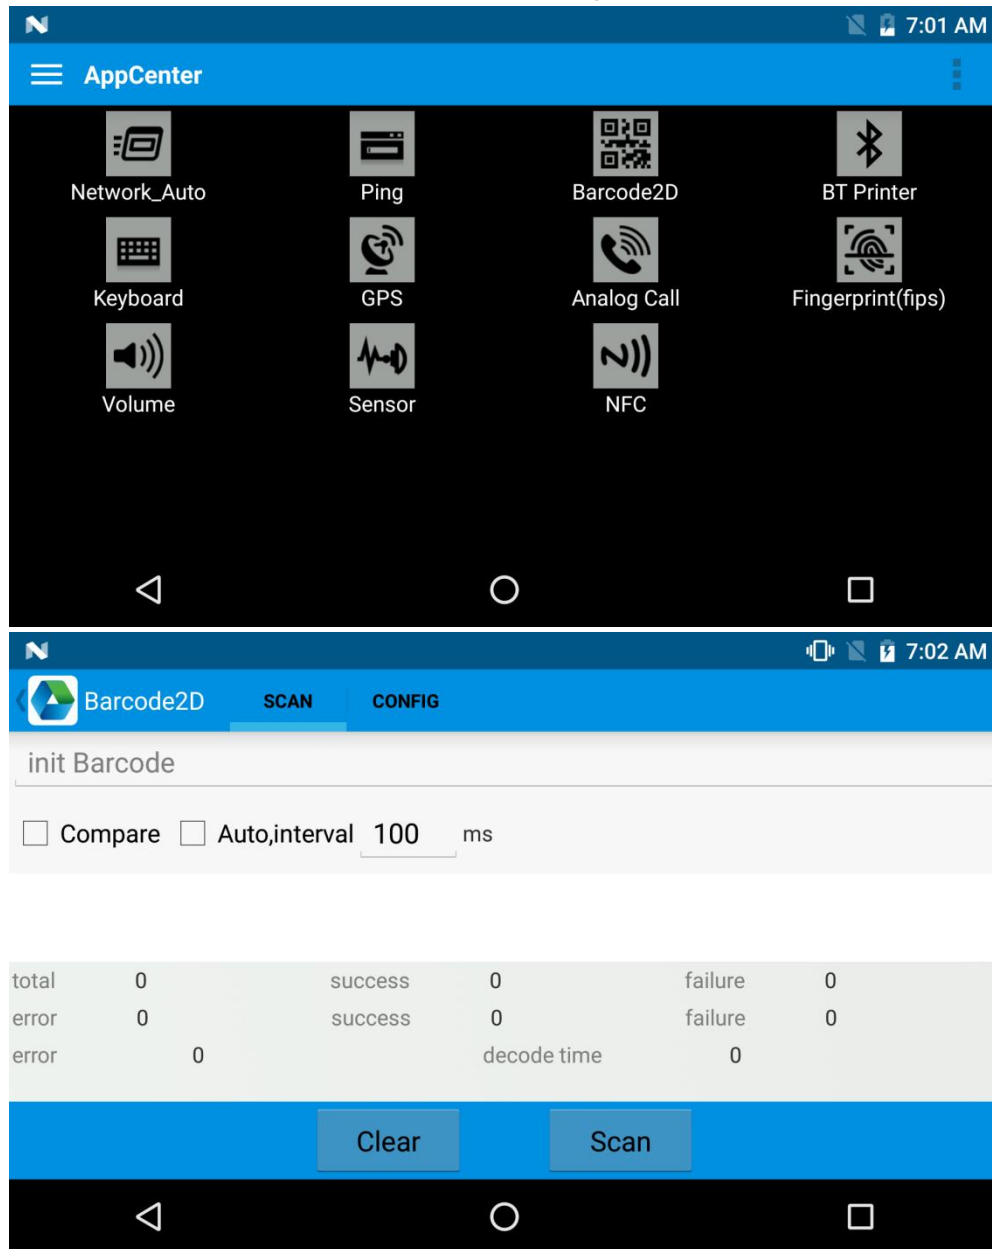 7:01 AM
AppCenter
Network_Auto Ping Barcode2D BT Printer
Keyboard GPS Analog Call Fingerprint(fips)
Volume Sensor NFC
7:02 AM
Barcode2D SCAN CONFIG
init Barcode
Compare Auto,interval 100 ms
total 0 success 0 failure 0
error 0 success 0 failure 0
error 0 decode time 0
Clear Scan